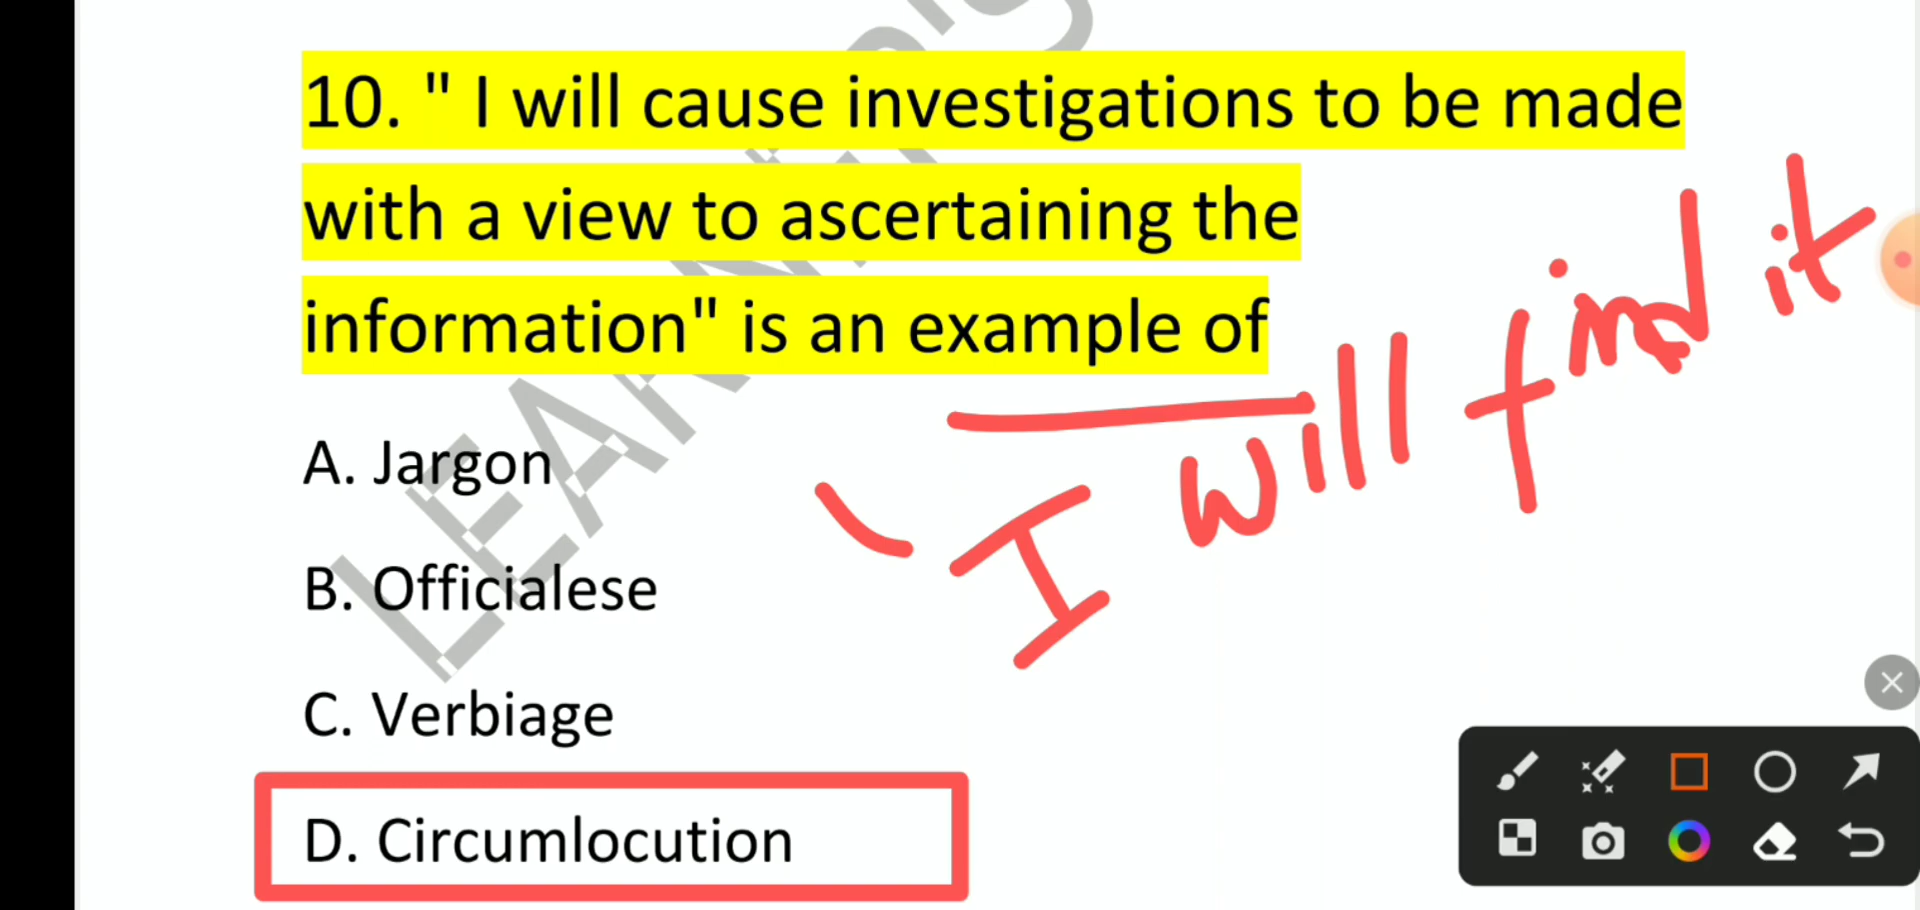 10. " I will cause investigations to be made
with a view to ascertaining the
information" is an example of
I will find it
A. Jargon
B. Officialese
C. Verbiage
D. Circumlocution